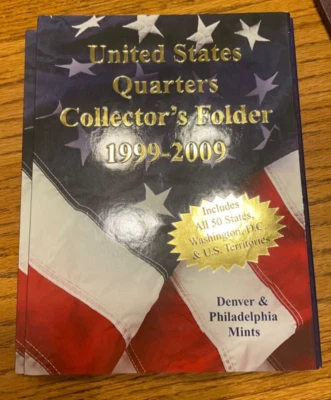 United States
Quarters
Collector's Folder
1999-2009
Includes
All 50 States,
Washington, D.C.
& U.S. Territories
Denver &
Philadelphia
Mints